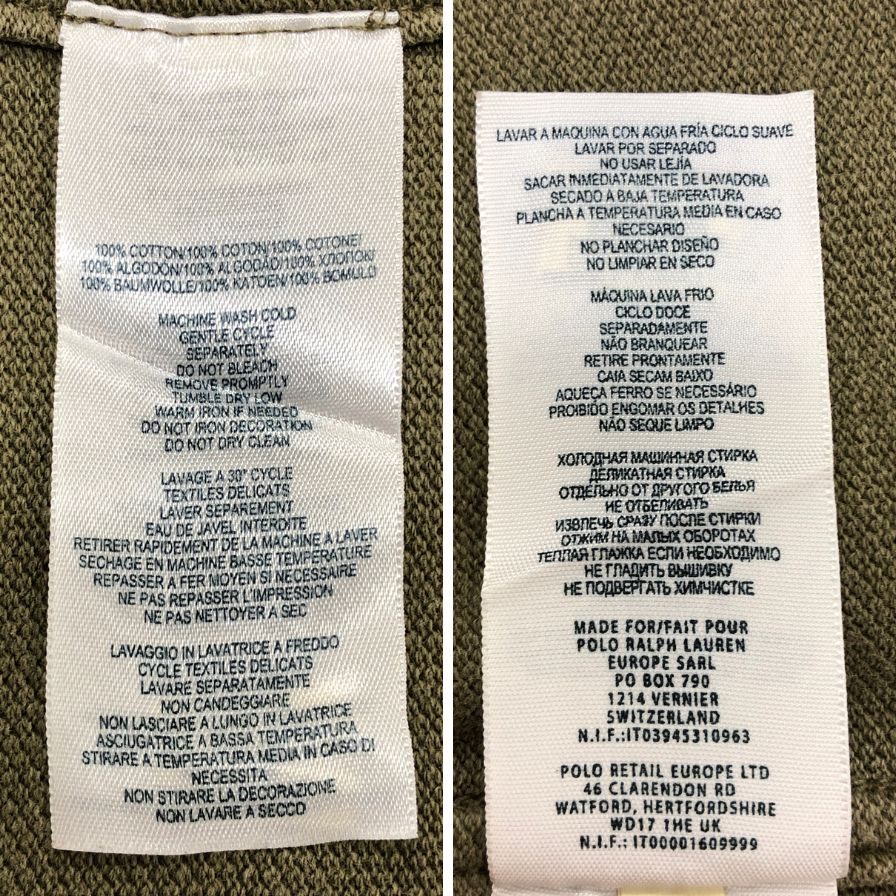 100% COTTON/100% COTON/100% COTONE/
100% ALGODÓN/100% ALGODÃO/100% ХЛОПОК/
100% BAUMWOLLE/100% KATOEN/100% BOMULD
MACHINE WASH COLD
GENTLE CYCLE
SEPARATELY
DO NOT BLEACH
REMOVE PROMPTLY
TUMBLE DRY LOW
WARM IRON IF NEEDED
DO NOT IRON DECORATION
DO NOT DRY CLEAN
LAVAGE A 30° CYCLE
TEXTILES DELICATS
LAVER SEPAREMENT
EAU DE JAVEL INTERDITE
RETIRER RAPIDEMENT DE LA MACHINE A LAVER
SECHAGE EN MACHINE BASSE TEMPERATURE
REPASSER A FER MOYEN SI NECESSAIRE
NE PAS REPASSER L'IMPRESSION
NE PAS NETTOYER A SEC
LAVAGGIO IN LAVATRICE A FREDDO
CYCLE TEXTILES DELICATS
LAVARE SEPARATAMENTE
NON CANDEGGIARE
NON LASCIARE A LUNGO IN LAVATRICE
ASCIUGATRICE A BASSA TEMPERATURA
STIRARE A TEMPERATURA MEDIA IN CASO DI
NECESSITA
NON STIRARE LA DECORAZIONE
NON LAVARE A SECCO
LAVAR A MAQUINA CON AGUA FRÍA CICLO SUAVE
LAVAR POR SEPARADO
NO USAR LEJÍA
SACAR INMEDIATAMENTE DE LAVADORA
SECADO A BAJA TEMPERATURA
PLANCHA A TEMPERATURA MEDIA EN CASO
NECESARIO
NO PLANCHAR DISEÑO
NO LIMPIAR EN SECO
MÁQUINA LAVA FRIO
CICLO DOCE
SEPARADAMENTE
NÃO BRANQUEAR
RETIRE PRONTAMENTE
CAIA SECAM BAIXO
AQUEÇA FERRO SE NECESSÁRIO
PROIBIDO ENGOMAR OS DETALHES
NÃO SEQUE LIMPO
ХОЛОДНАЯ МАШИННАЯ СТИРКА
ДЕЛИКАТНАЯ СТИРКА
ОТДЕЛЬНО ОТ ДРУГОГО БЕЛЬЯ
НЕ ОТБЕЛИВАТЬ
ИЗВЛЕЧЬ СРАЗУ ПОСЛЕ СТИРКИ
ОТЖИМ НА МАЛЫХ ОБОРОТАХ
ТЕПЛАЯ ГЛАЖКА ЕСЛИ НЕОБХОДИМО
НЕ ГЛАДИТЬ ВЫШИВКУ
НЕ ПОДВЕРГАТЬ ХИМЧИСТКЕ
MADE FOR/FAIT POUR
POLO RALPH LAUREN
EUROPE SARL
PO BOX 790
1214 VERNIER
SWITZERLAND
N.I.F.:IT03945310963
POLO RETAIL EUROPE LTD
46 CLARENDON RD
WATFORD, HERTFORDSHIRE
WD17 1HE UK
N.I.F.: IT00001609999